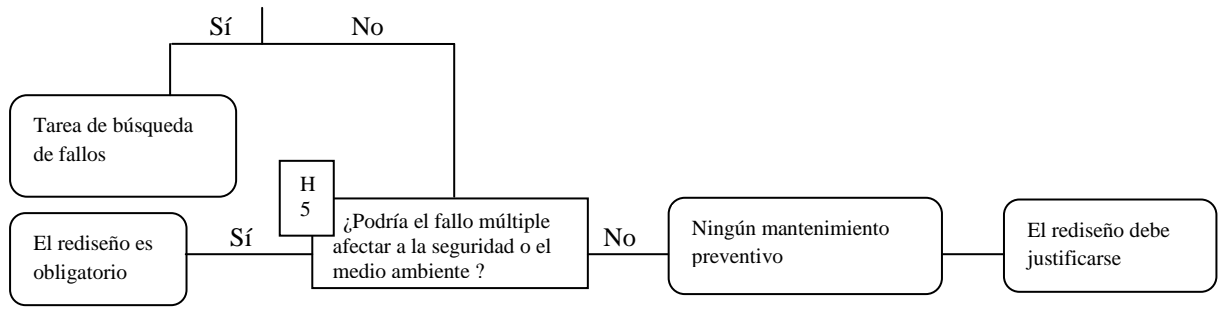 Sí No
Tarea de búsqueda
de fallos
H
5
¿Podría el fallo múltiple
afectar a la seguridad o el
medio ambiente ?
El rediseño es
obligatorio
Sí
No
Ningún mantenimiento
preventivo
El rediseño debe
justificarse